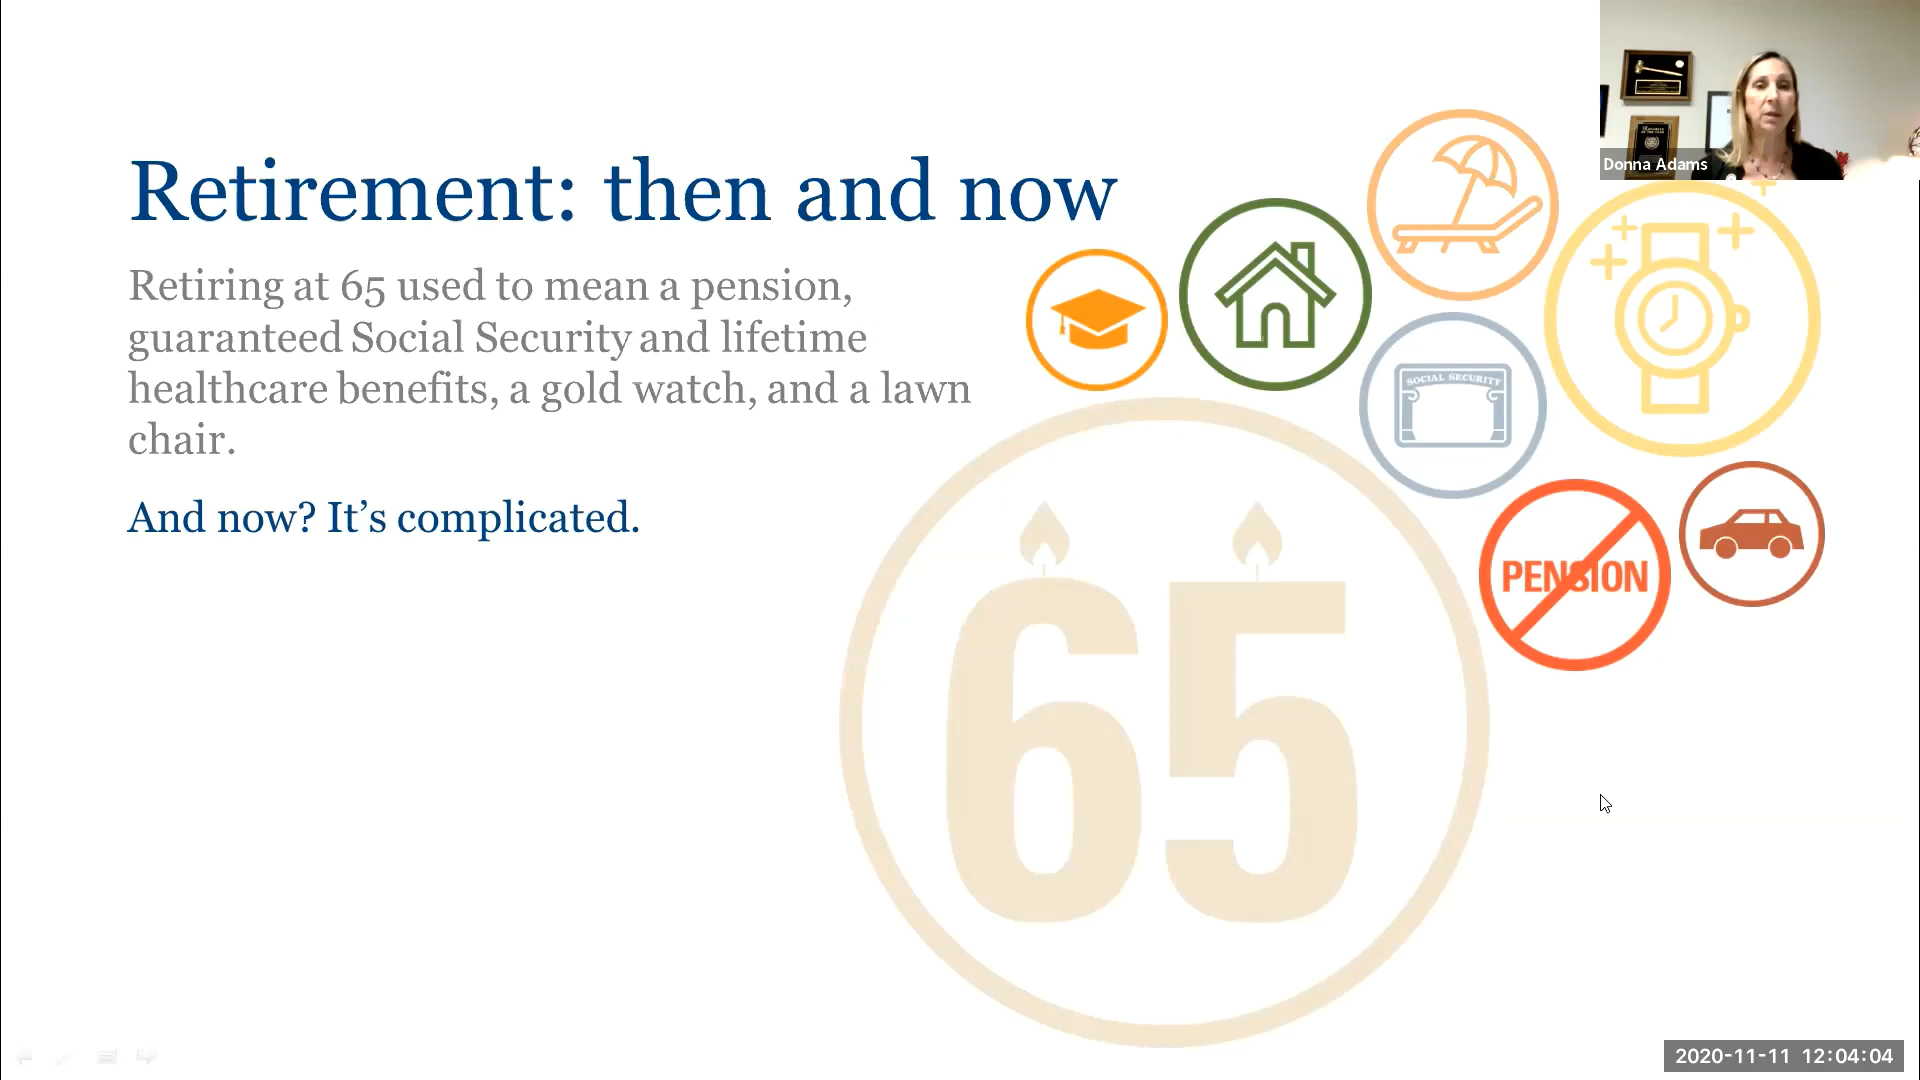 Retirement: then and now
Retiring at 65 used to mean a pension,
guaranteed Social Security and lifetime
healthcare benefits, a gold watch, and a lawn
chair.
And now? It’s complicated.
SOCIAL SECURITY
PENSION
65
Donna Adams
2020-11-11 12:04:04